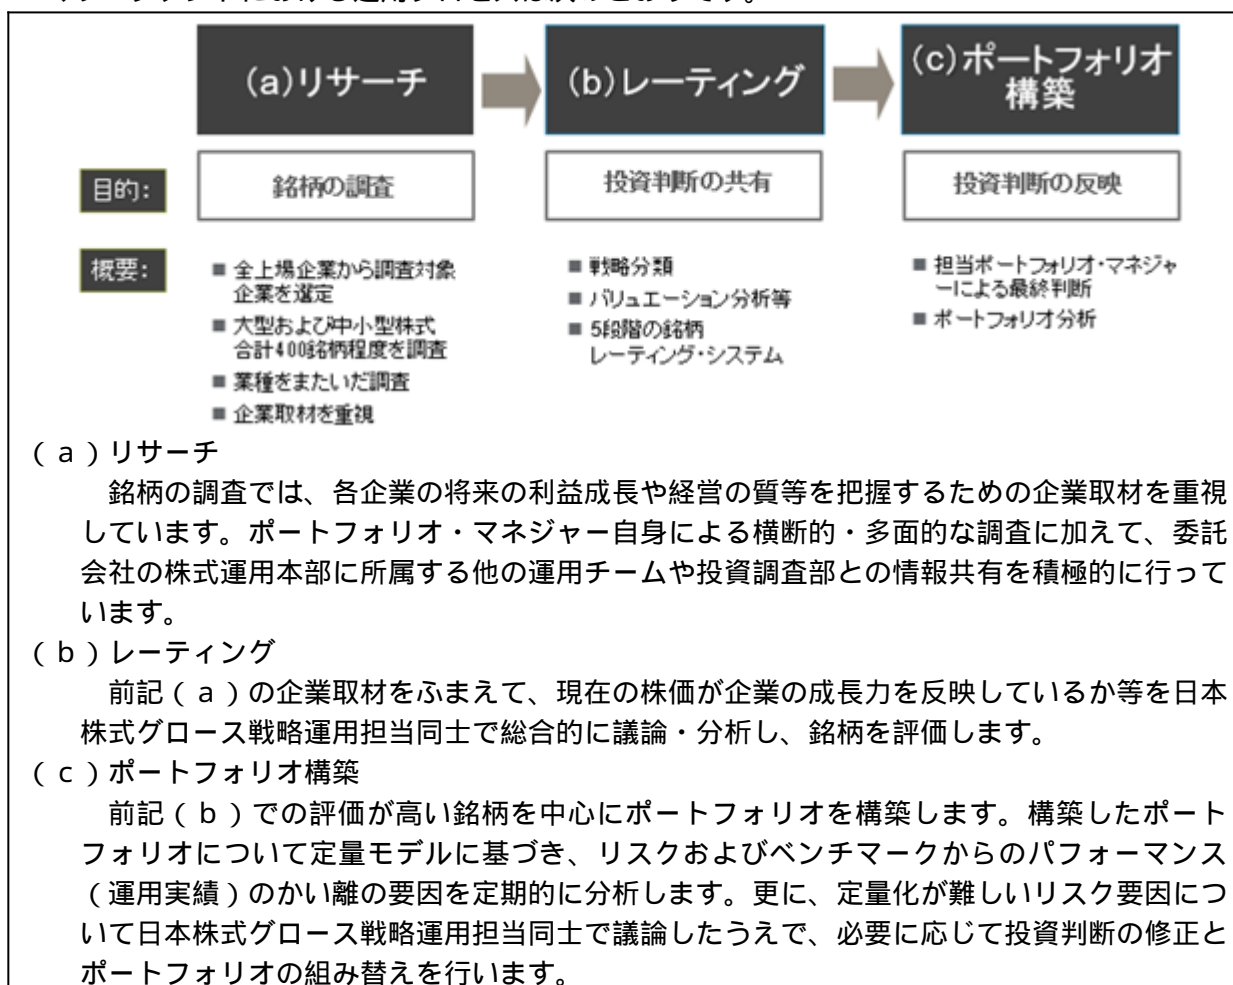 (a)リサーチ
(b)レーティング
(c)ポートフォリオ
構築
目的:
銘柄の調査
投資判断の共有
投資判断の反映
概要:
■ 全上場企業から調査対象
企業を選定
■ 大型および中小型株式
合計400銘柄程度を調査
■ 業種をまたいだ調査
■ 企業取材を重視
■ 戦略分類
■ バリュエーション分析等
■ 5段階の銘柄
レーティング・システム
■ 担当ポートフォリオ・マネジャ
ーによる最終判断
■ ポートフォリオ分析
(a)リサーチ
銘柄の調査では、各企業の将来の利益成長や経営の質等を把握するための企業取材を重視
しています。ポートフォリオ・マネジャー自身による横断的・多面的な調査に加えて、委託
会社の株式運用本部に所属する他の運用チームや投資調査部との情報共有を積極的に行って
います。
(b)レーティング
前記(a)の企業取材をふまえて、現在の株価が企業の成長力を反映しているか等を日本
株式グロース戦略運用担当同士で総合的に議論・分析し、銘柄を評価します。
(c)ポートフォリオ構築
前記(b)での評価が高い銘柄を中心にポートフォリオを構築します。構築したポート
フォリオについて定量モデルに基づき、リスクおよびベンチマークからのパフォーマンス
(運用実績)のかい離の要因を定期的に分析します。更に、定量化が難しいリスク要因につ
いて日本株式グロース戦略運用担当同士で議論したうえで、必要に応じて投資判断の修正と
ポートフォリオの組み替えを行います。